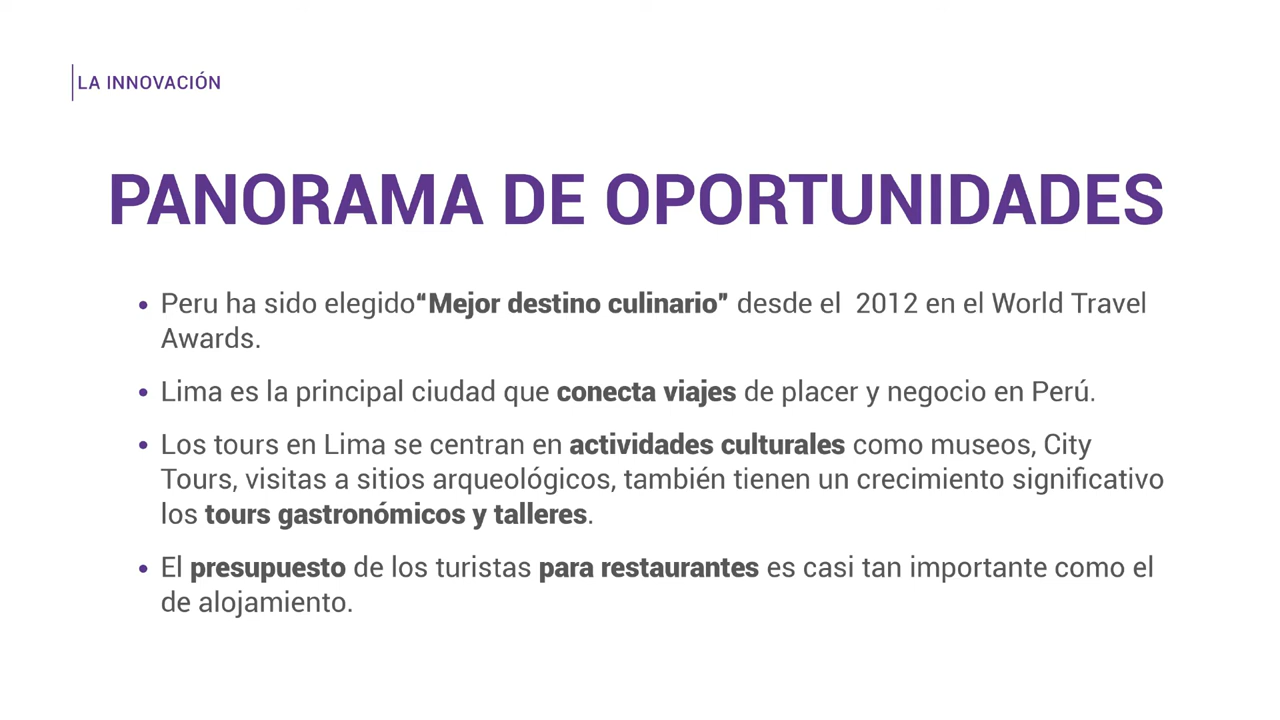 LA INNOVACIÓN
PANORAMA DE OPORTUNIDADES
• Peru ha sido elegido“Mejor destino culinario” desde el  2012 en el World Travel
Awards.
• Lima es la principal ciudad que conecta viajes de placer y negocio en Perú.
• Los tours en Lima se centran en actividades culturales como museos, City
Tours, visitas a sitios arqueológicos, también tienen un crecimiento significativo
los tours gastronómicos y talleres.
• El presupuesto de los turistas para restaurantes es casi tan importante como el
de alojamiento.